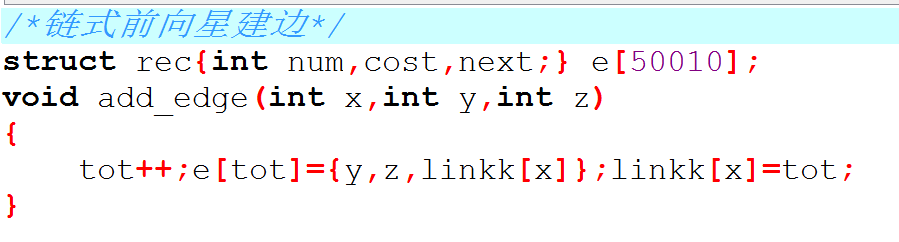 /*链式前向星建边*/
struct rec{int num,cost,next;} e[50010];
void add_edge(int x,int y,int z)
{
    tot++;e[tot]={y,z,linkk[x]};linkk[x]=tot;
}